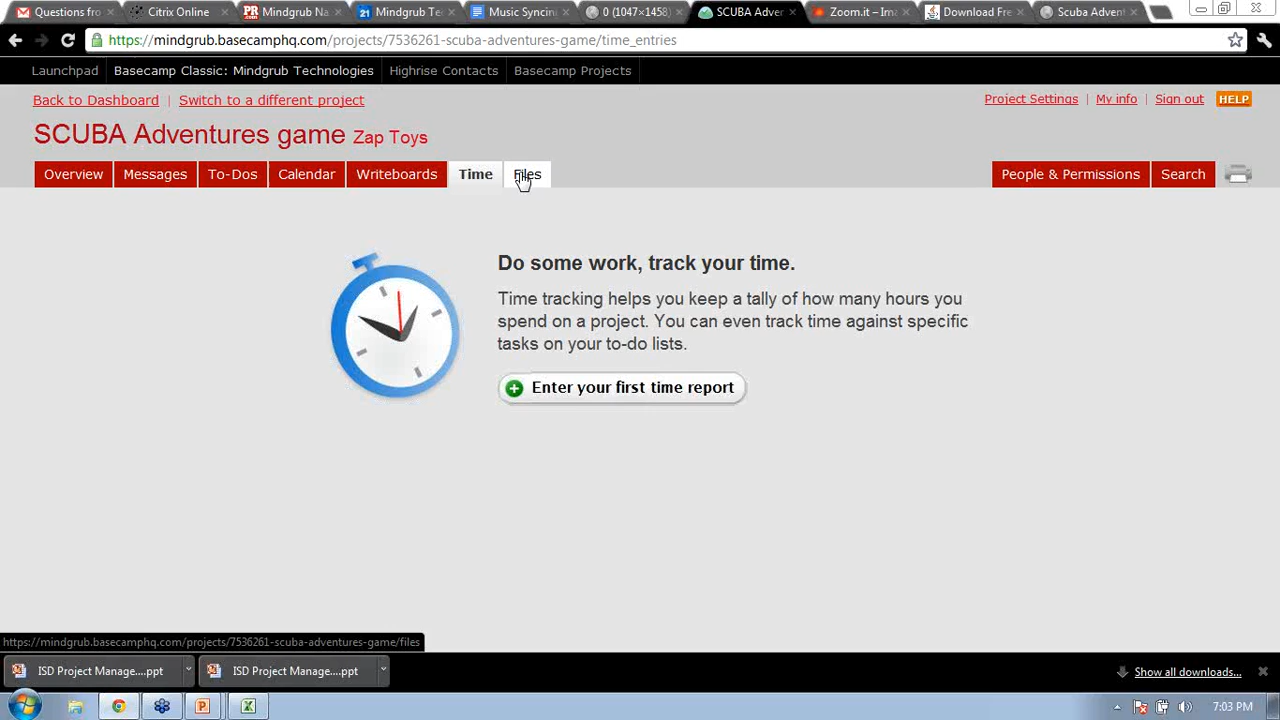 Questions fro
Citrix Online
Mindgrub Na
21 Mindgrub Te
Music Syncin
0 (1047×1458)
SCUBA Adver
Zoom.it – Im
Download Fre
Scuba Advent
https://mindgrub.basecamphq.com/projects/7536261-scuba-adventures-game/time_entries
Launchpad
Basecamp Classic: Mindgrub Technologies
Highrise Contacts
Basecamp Projects
Back to Dashboard | Switch to a different project
Project Settings | My info | Sign out HELP
SCUBA Adventures game Zap Toys
Overview
Messages
To-Dos
Calendar
Writeboards
Time
Files
People & Permissions
Search
Do some work, track your time.
Time tracking helps you keep a tally of how many hours you
spend on a project. You can even track time against specific
tasks on your to-do lists.
Enter your first time report
https://mindgrub.basecamphq.com/projects/7536261-scuba-adventures-game/files
ISD Project Manage....ppt
ISD Project Manage....ppt
Show all downloads...
7:03 PM